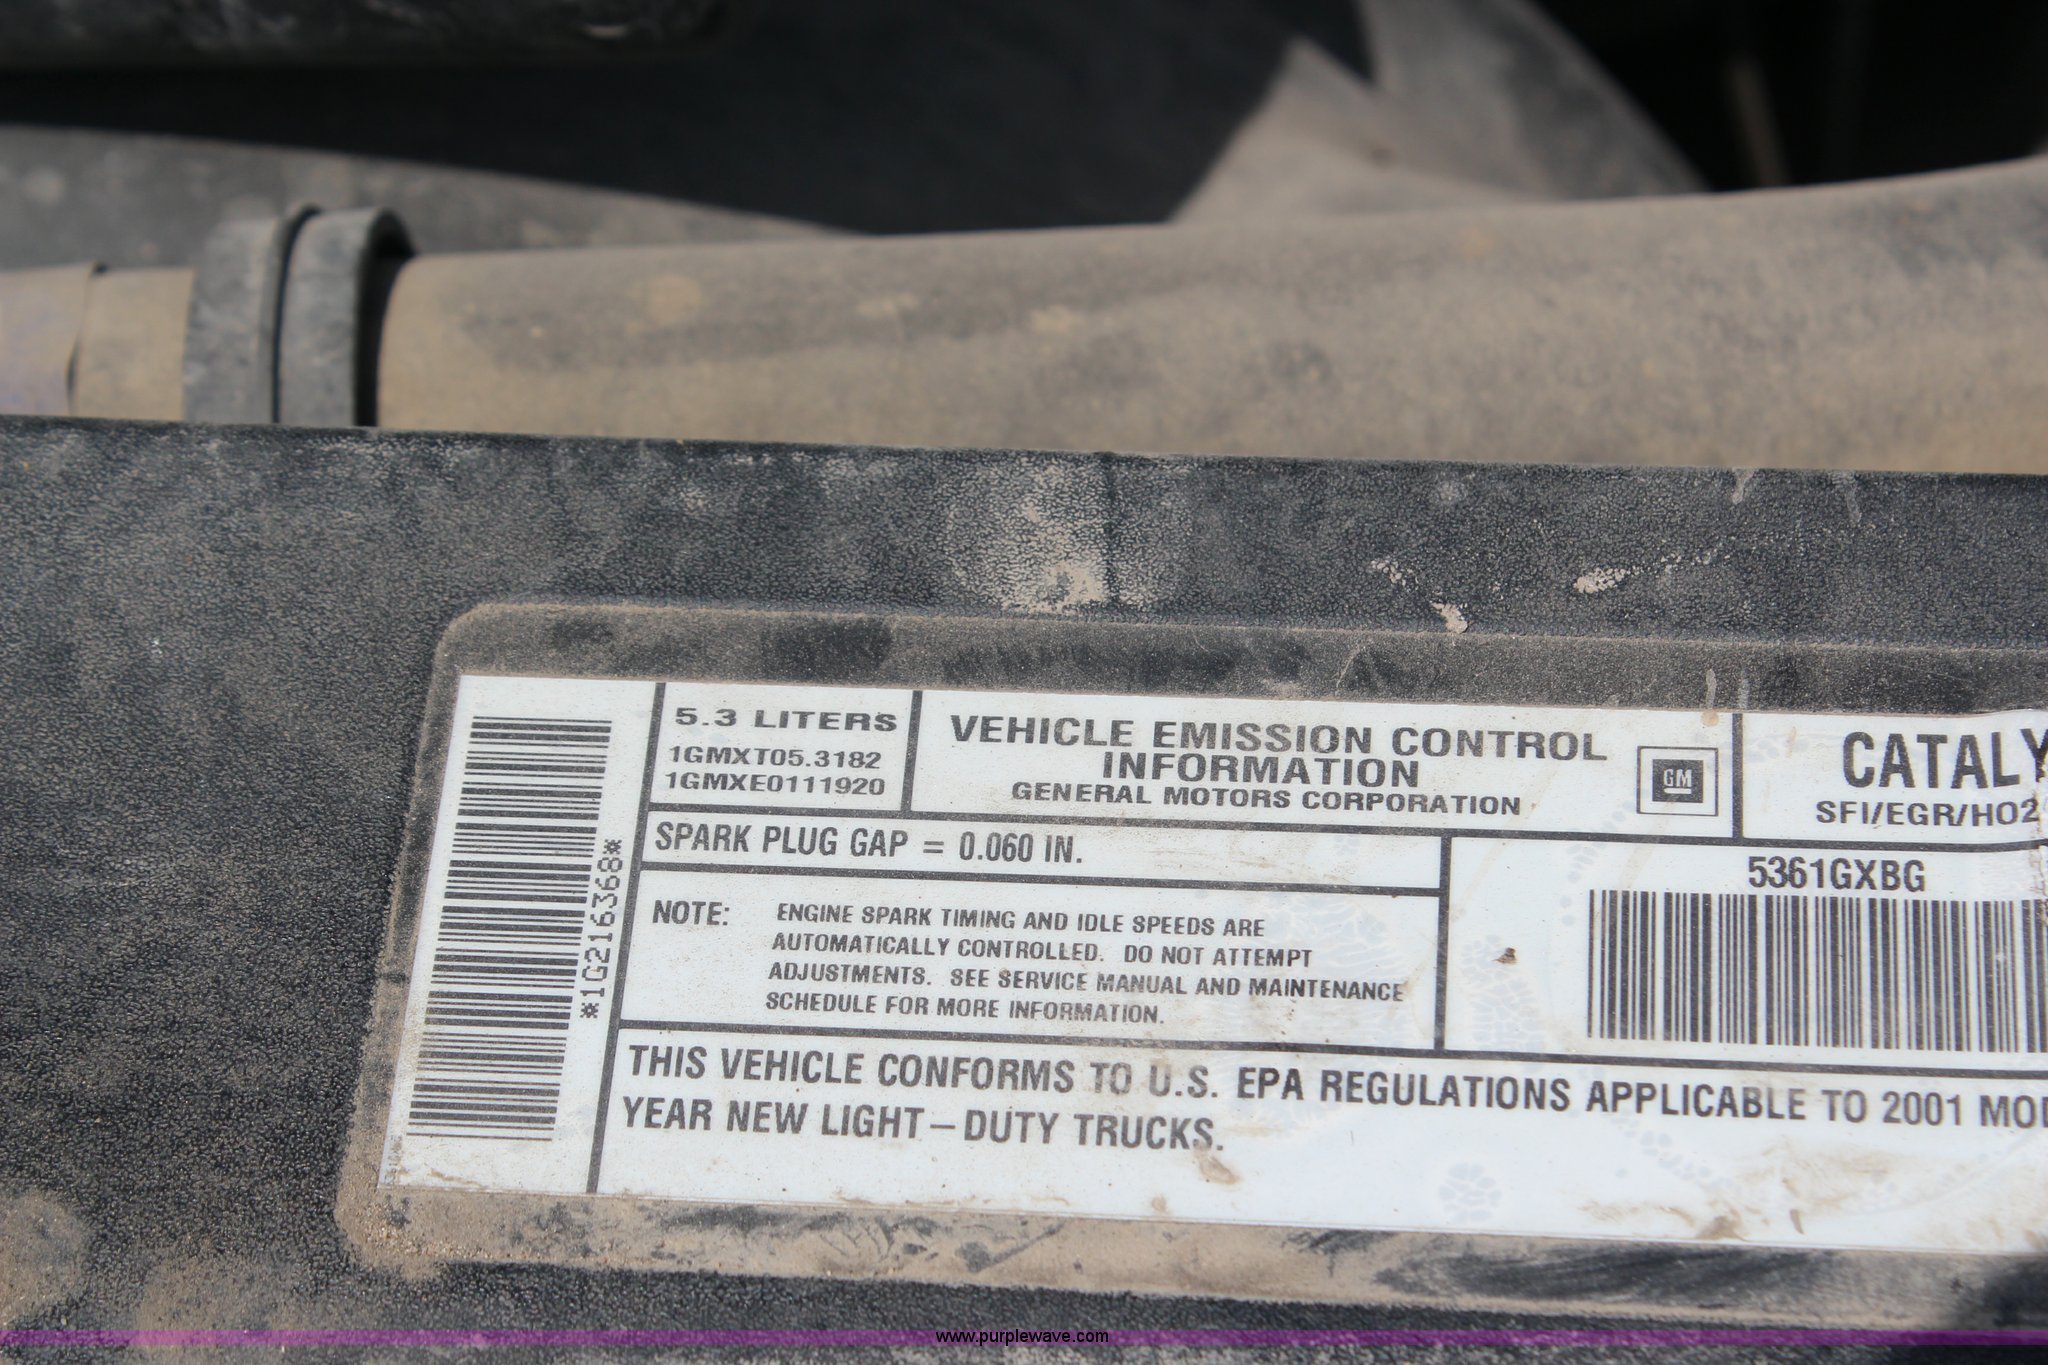 5.3 LITERS
1GMXT05.3182
1GMXE0111920
VEHICLE EMISSION CONTROL
INFORMATION
GENERAL MOTORS CORPORATION
GM
CATALY
SFI/EGR/HO2
SPARK PLUG GAP = 0.060 IN.
5361GXBG
NOTE: ENGINE SPARK TIMING AND IDLE SPEEDS ARE
AUTOMATICALLY CONTROLLED. DO NOT ATTEMPT
ADJUSTMENTS. SEE SERVICE MANUAL AND MAINTENANCE
SCHEDULE FOR MORE INFORMATION.
*1G216368*
THIS VEHICLE CONFORMS TO U.S. EPA REGULATIONS APPLICABLE TO 2001 MOD
YEAR NEW LIGHT-DUTY TRUCKS.
www.purplewave.com